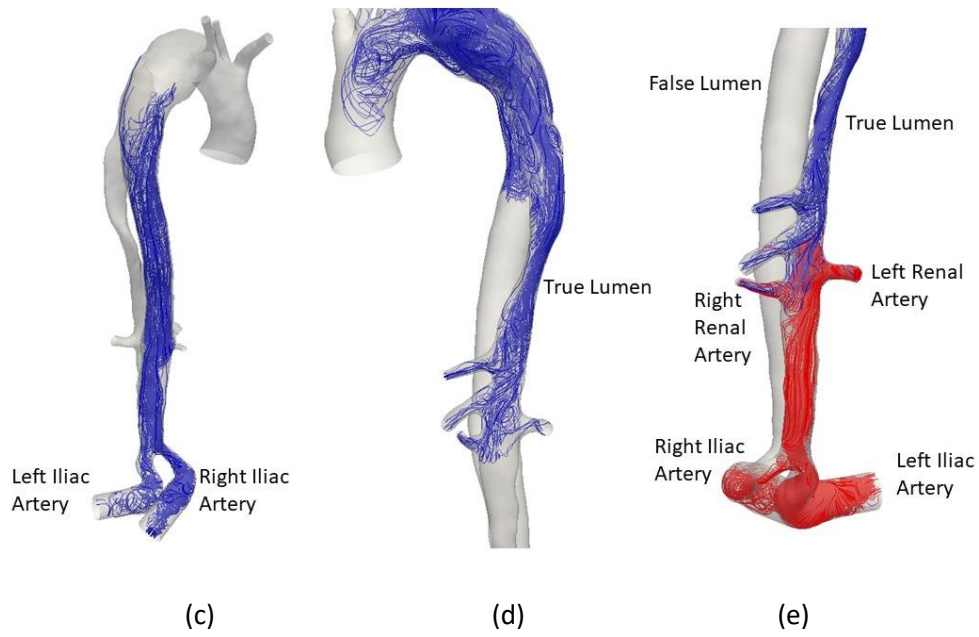 False Lumen
True Lumen
True Lumen
Left Renal
Artery
Right
Renal
Artery
Left Iliac
Artery
Right Iliac
Artery
Right Iliac
Artery
Left Iliac
Artery
(c)
(d)
(e)